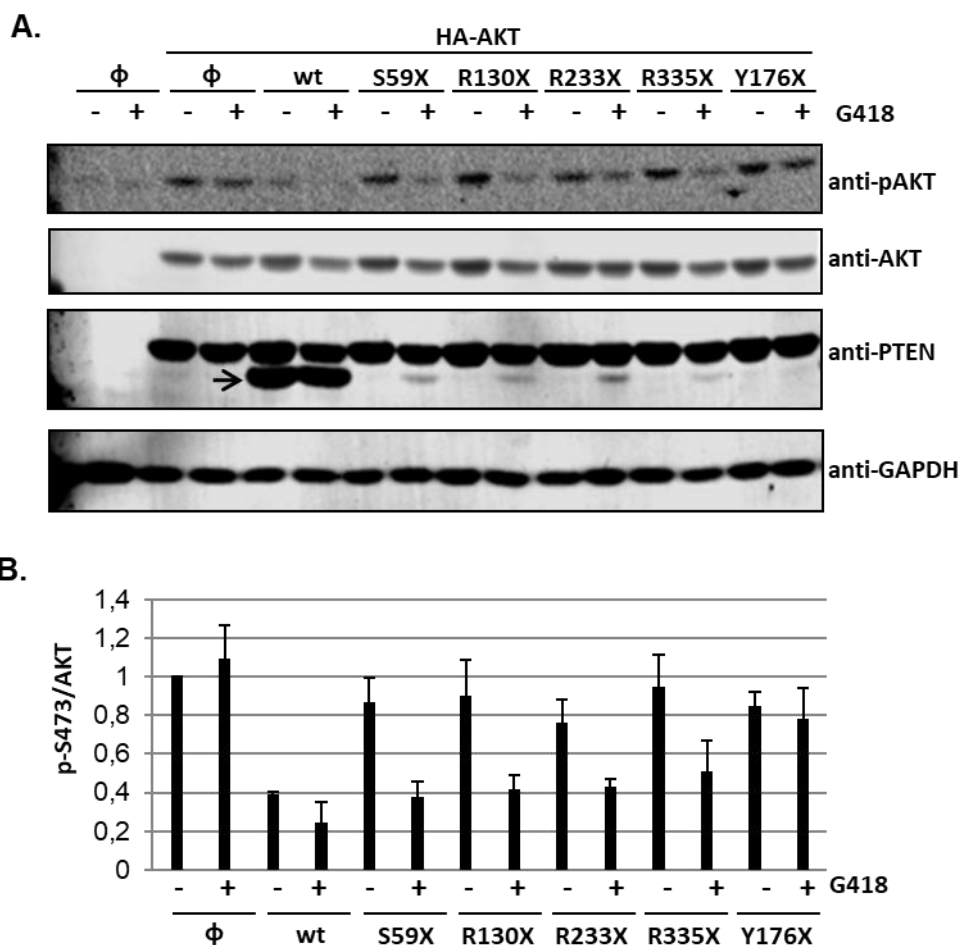 A.
HA-AKT
ϕ ϕ wt S59X R130X R233X R335X Y176X
- + - + - + - + - + - + - + - + G418
anti-pAKT
anti-AKT
anti-PTEN
anti-GAPDH
B.
p-S473/AKT
1,4
1,2
1
0,8
0,6
0,4
0,2
0
- + - + - + - + - + - + - + G418
ϕ wt S59X R130X R233X R335X Y176X